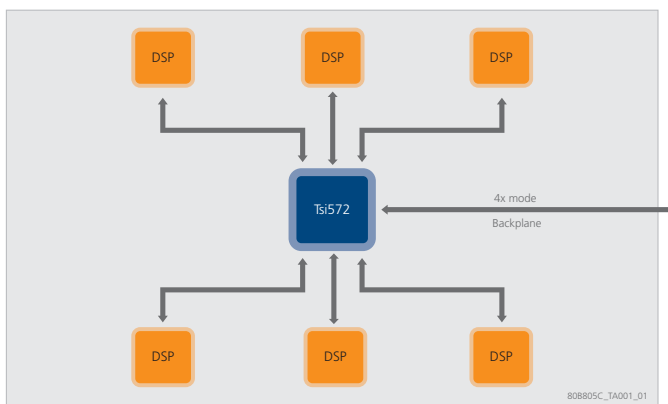 DSP
DSP
DSP
Tsi572
4x mode
Backplane
DSP
DSP
DSP
80B805C_TA001_01